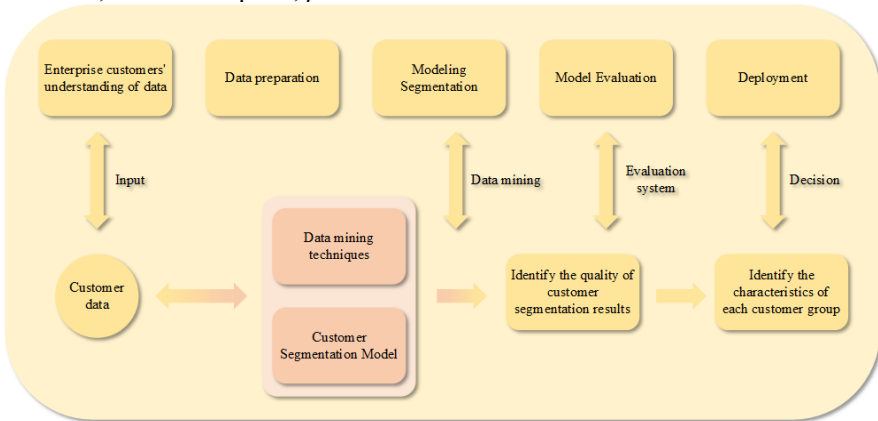 Enterprise customers'
understanding of data
Data preparation
Modeling
Segmentation
Model Evaluation
Deployment
Input
Data mining
Evaluation
system
Decision
Customer
data
Data mining
techniques
Customer
Segmentation Model
Identify the quality of
customer
segmentation results
Identify the
characteristics of
each customer group